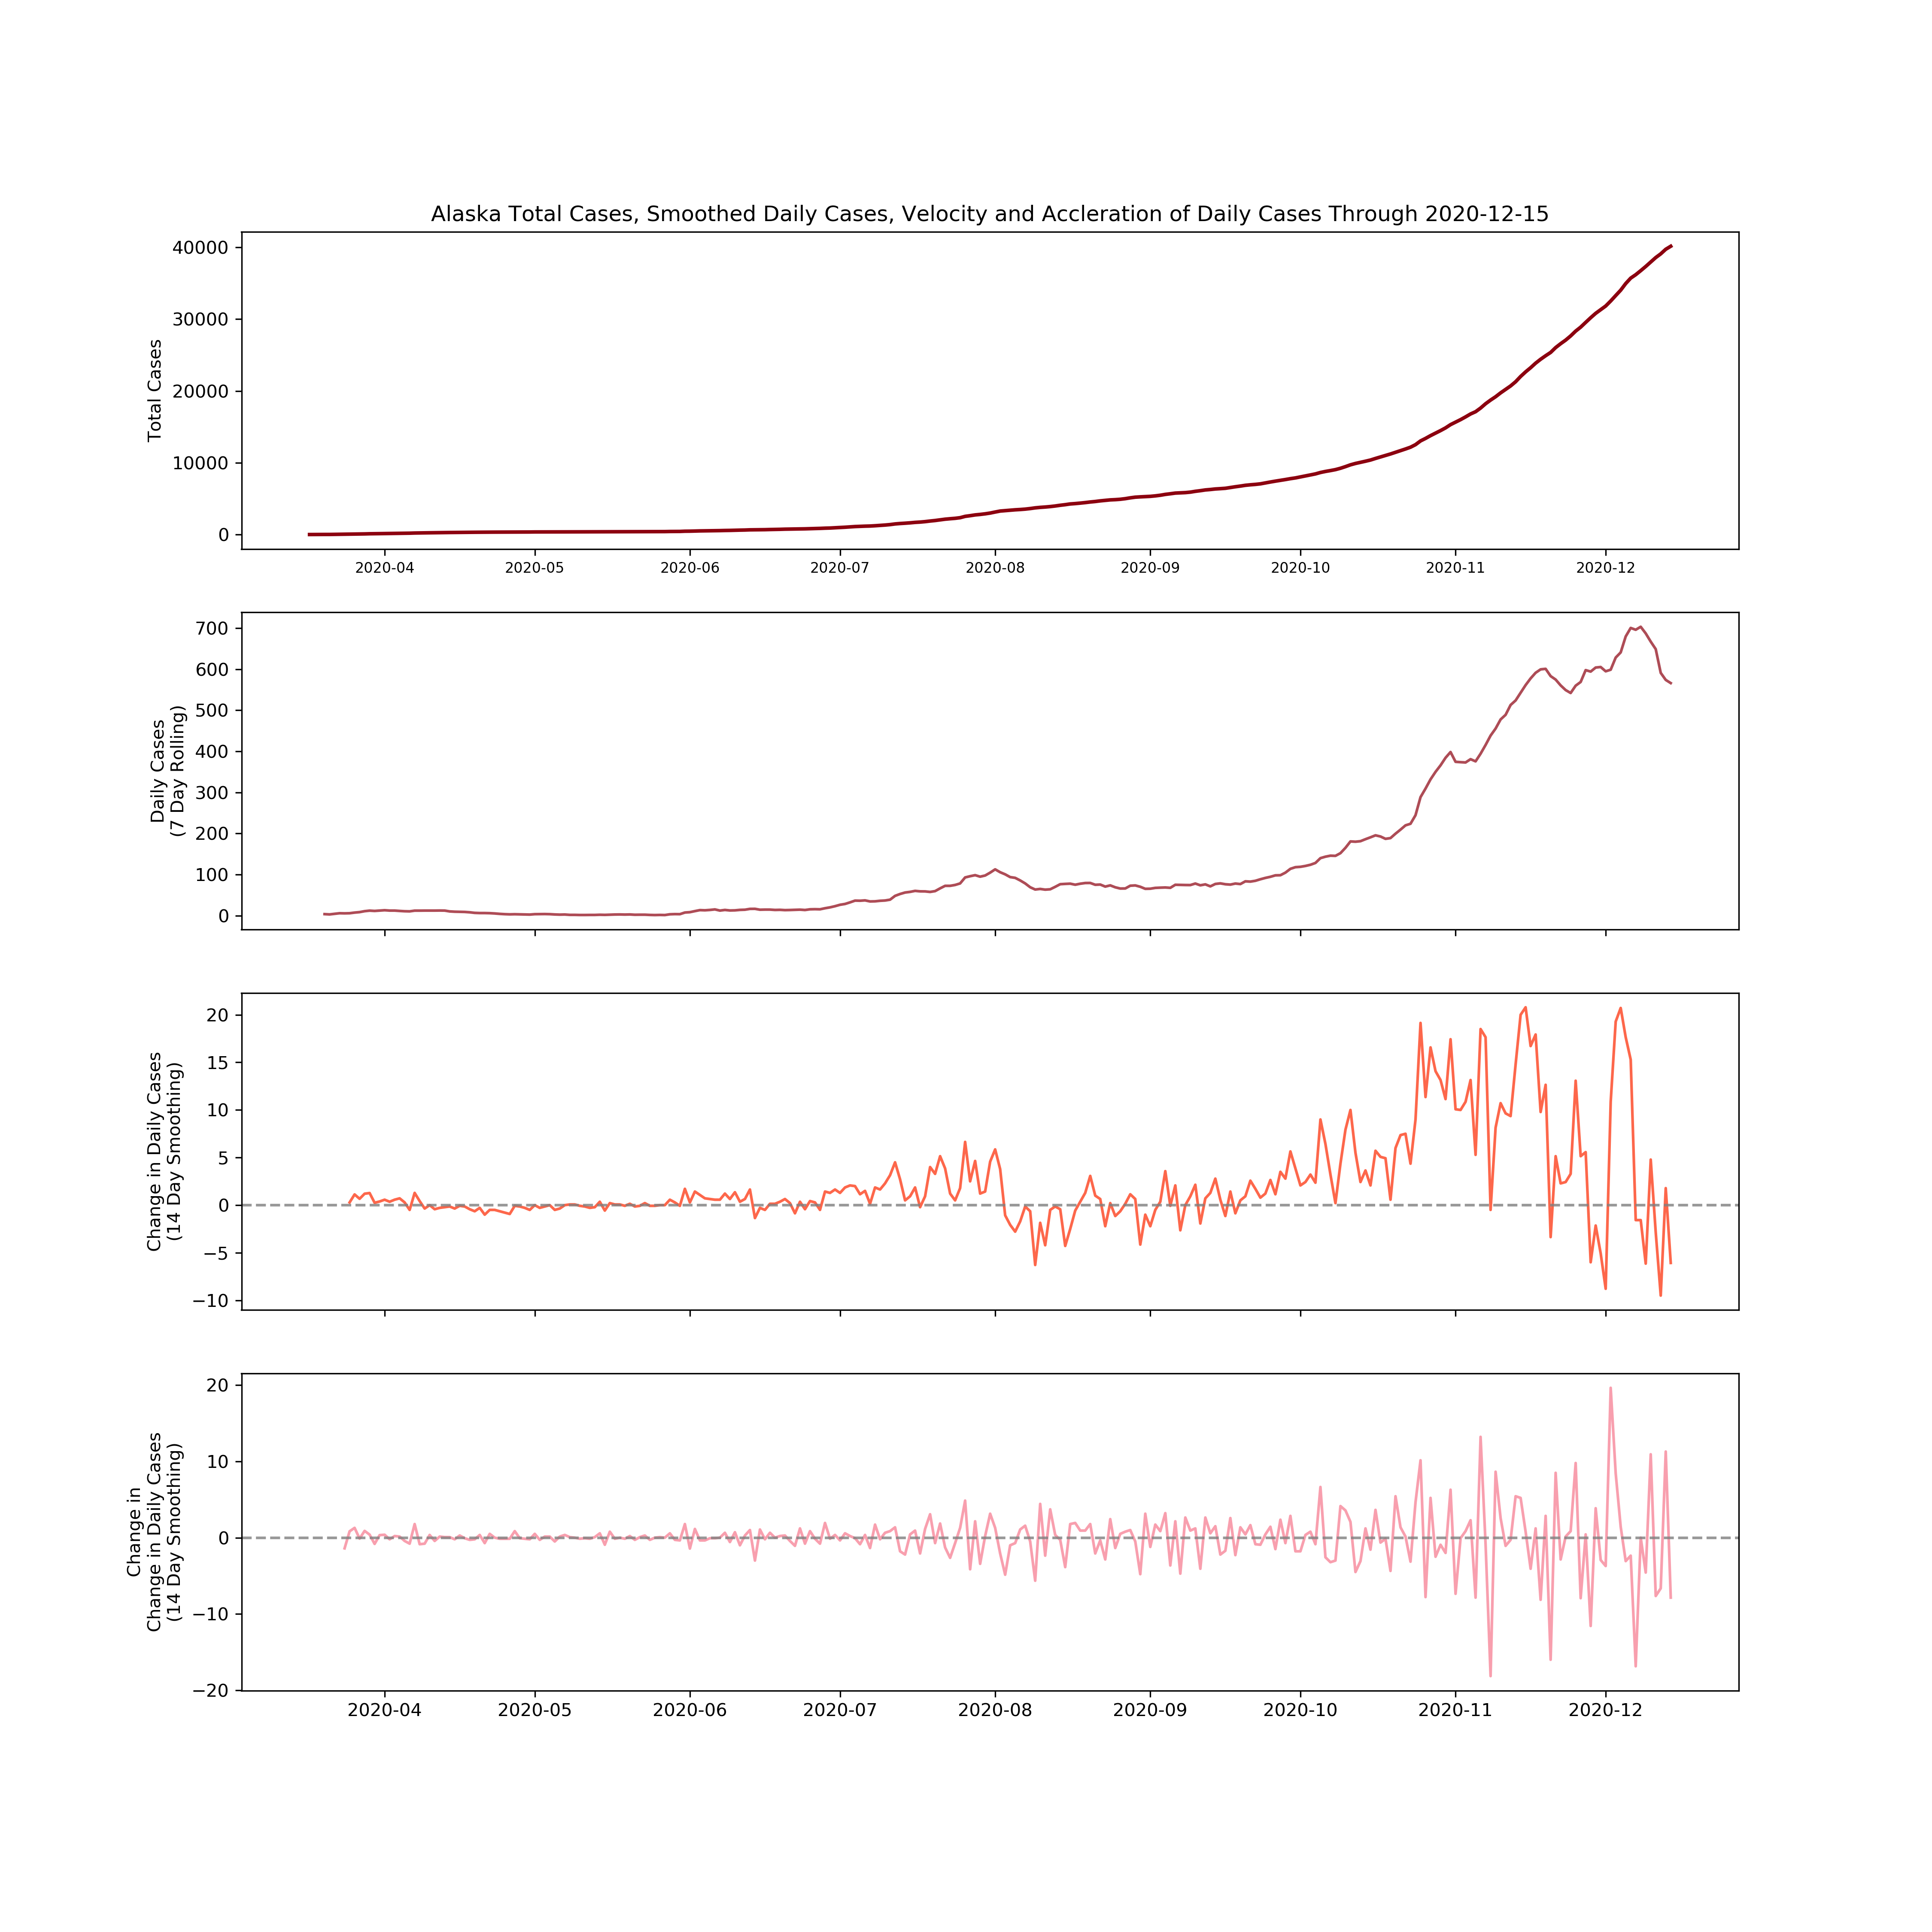 Alaska Total Cases, Smoothed Daily Cases, Velocity and Accleration of Daily Cases Through 2020-12-15
Total Cases
40000
30000
20000
10000
0
2020-04 2020-05 2020-06 2020-07 2020-08 2020-09 2020-10 2020-11 2020-12
Daily Cases
(7 Day Rolling)
700
600
500
400
300
200
100
0
Change in Daily Cases
(14 Day Smoothing)
20
15
10
5
0
−5
−10
Change in
Change in Daily Cases
(14 Day Smoothing)
20
10
0
−10
−20
2020-04 2020-05 2020-06 2020-07 2020-08 2020-09 2020-10 2020-11 2020-12